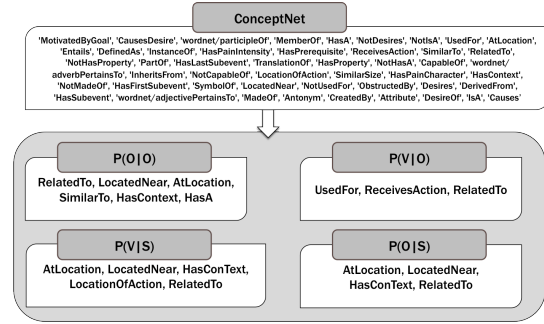 ConceptNet
'MotivatedByGoal', 'CausesDesire', 'wordnet/participleOf', 'MemberOf', 'HasA', 'NotDesires', 'NotIsA', 'UsedFor', 'AtLocation',
'Entails', 'DefinedAs', 'InstanceOf', 'HasPainIntensity', 'HasPrerequisite', 'ReceivesAction', 'SimilarTo', 'RelatedTo',
'NotHasProperty', 'PartOf', 'HasLastSubevent', 'TranslationOf', 'HasProperty', 'NotHasA', 'CapableOf', 'wordnet/
adverbPertainsTo', 'InheritsFrom', 'NotCapableOf', 'LocationOfAction', 'SimilarSize', 'HasPainCharacter', 'HasContext',
'NotMadeOf', 'HasFirstSubevent', 'SymbolOf', 'LocatedNear', 'NotUsedFor', 'ObstructedBy', 'Desires', 'DerivedFrom',
'HasSubevent', 'wordnet/adjectivePertainsTo', 'MadeOf', 'Antonym', 'CreatedBy', 'Attribute', 'DesireOf', 'IsA', 'Causes'
P(O|O)
RelatedTo, LocatedNear, AtLocation,
SimilarTo, HasContext, HasA
P(V|O)
UsedFor, ReceivesAction, RelatedTo
P(V|S)
AtLocation, LocatedNear, HasConText,
LocationOfAction, RelatedTo
P(O|S)
AtLocation, LocatedNear,
HasConText, RelatedTo